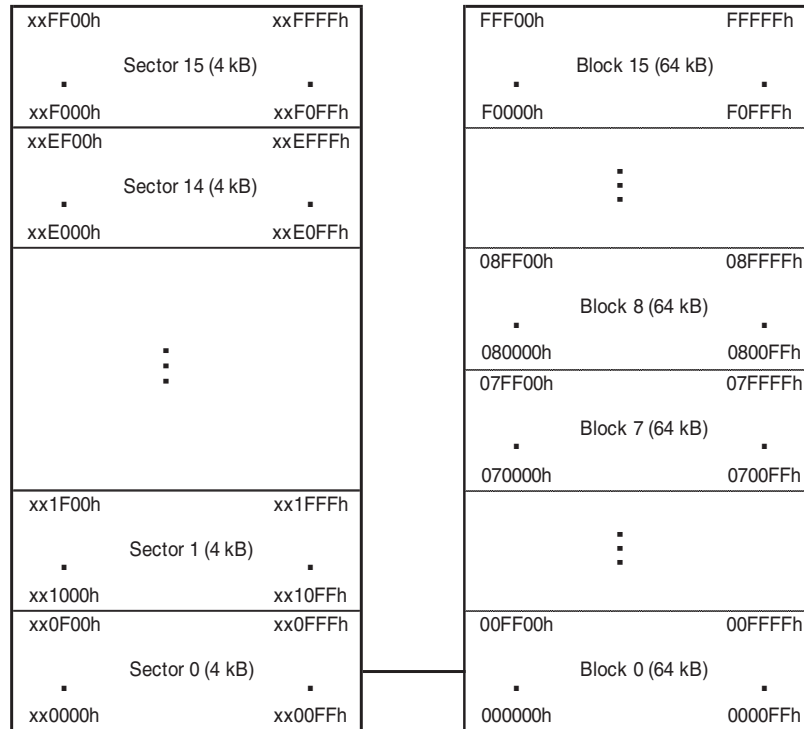 xxFF00h xxFFFFh
Sector 15 (4 kB)
xxF000h xxF0FFh
xxEF00h xxEFFFh
Sector 14 (4 kB)
xxE000h xxE0FFh
xx1F00h xx1FFFh
Sector 1 (4 kB)
xx1000h xx10FFh
xx0F00h xx0FFFh
Sector 0 (4 kB)
xx0000h xx00FFh
FFF00h FFFFFh
Block 15 (64 kB)
F0000h F0FFFh
08FF00h 08FFFFh
Block 8 (64 kB)
080000h 0800FFh
07FF00h 07FFFFh
Block 7 (64 kB)
070000h 0700FFh
00FF00h 00FFFFh
Block 0 (64 kB)
000000h 0000FFh